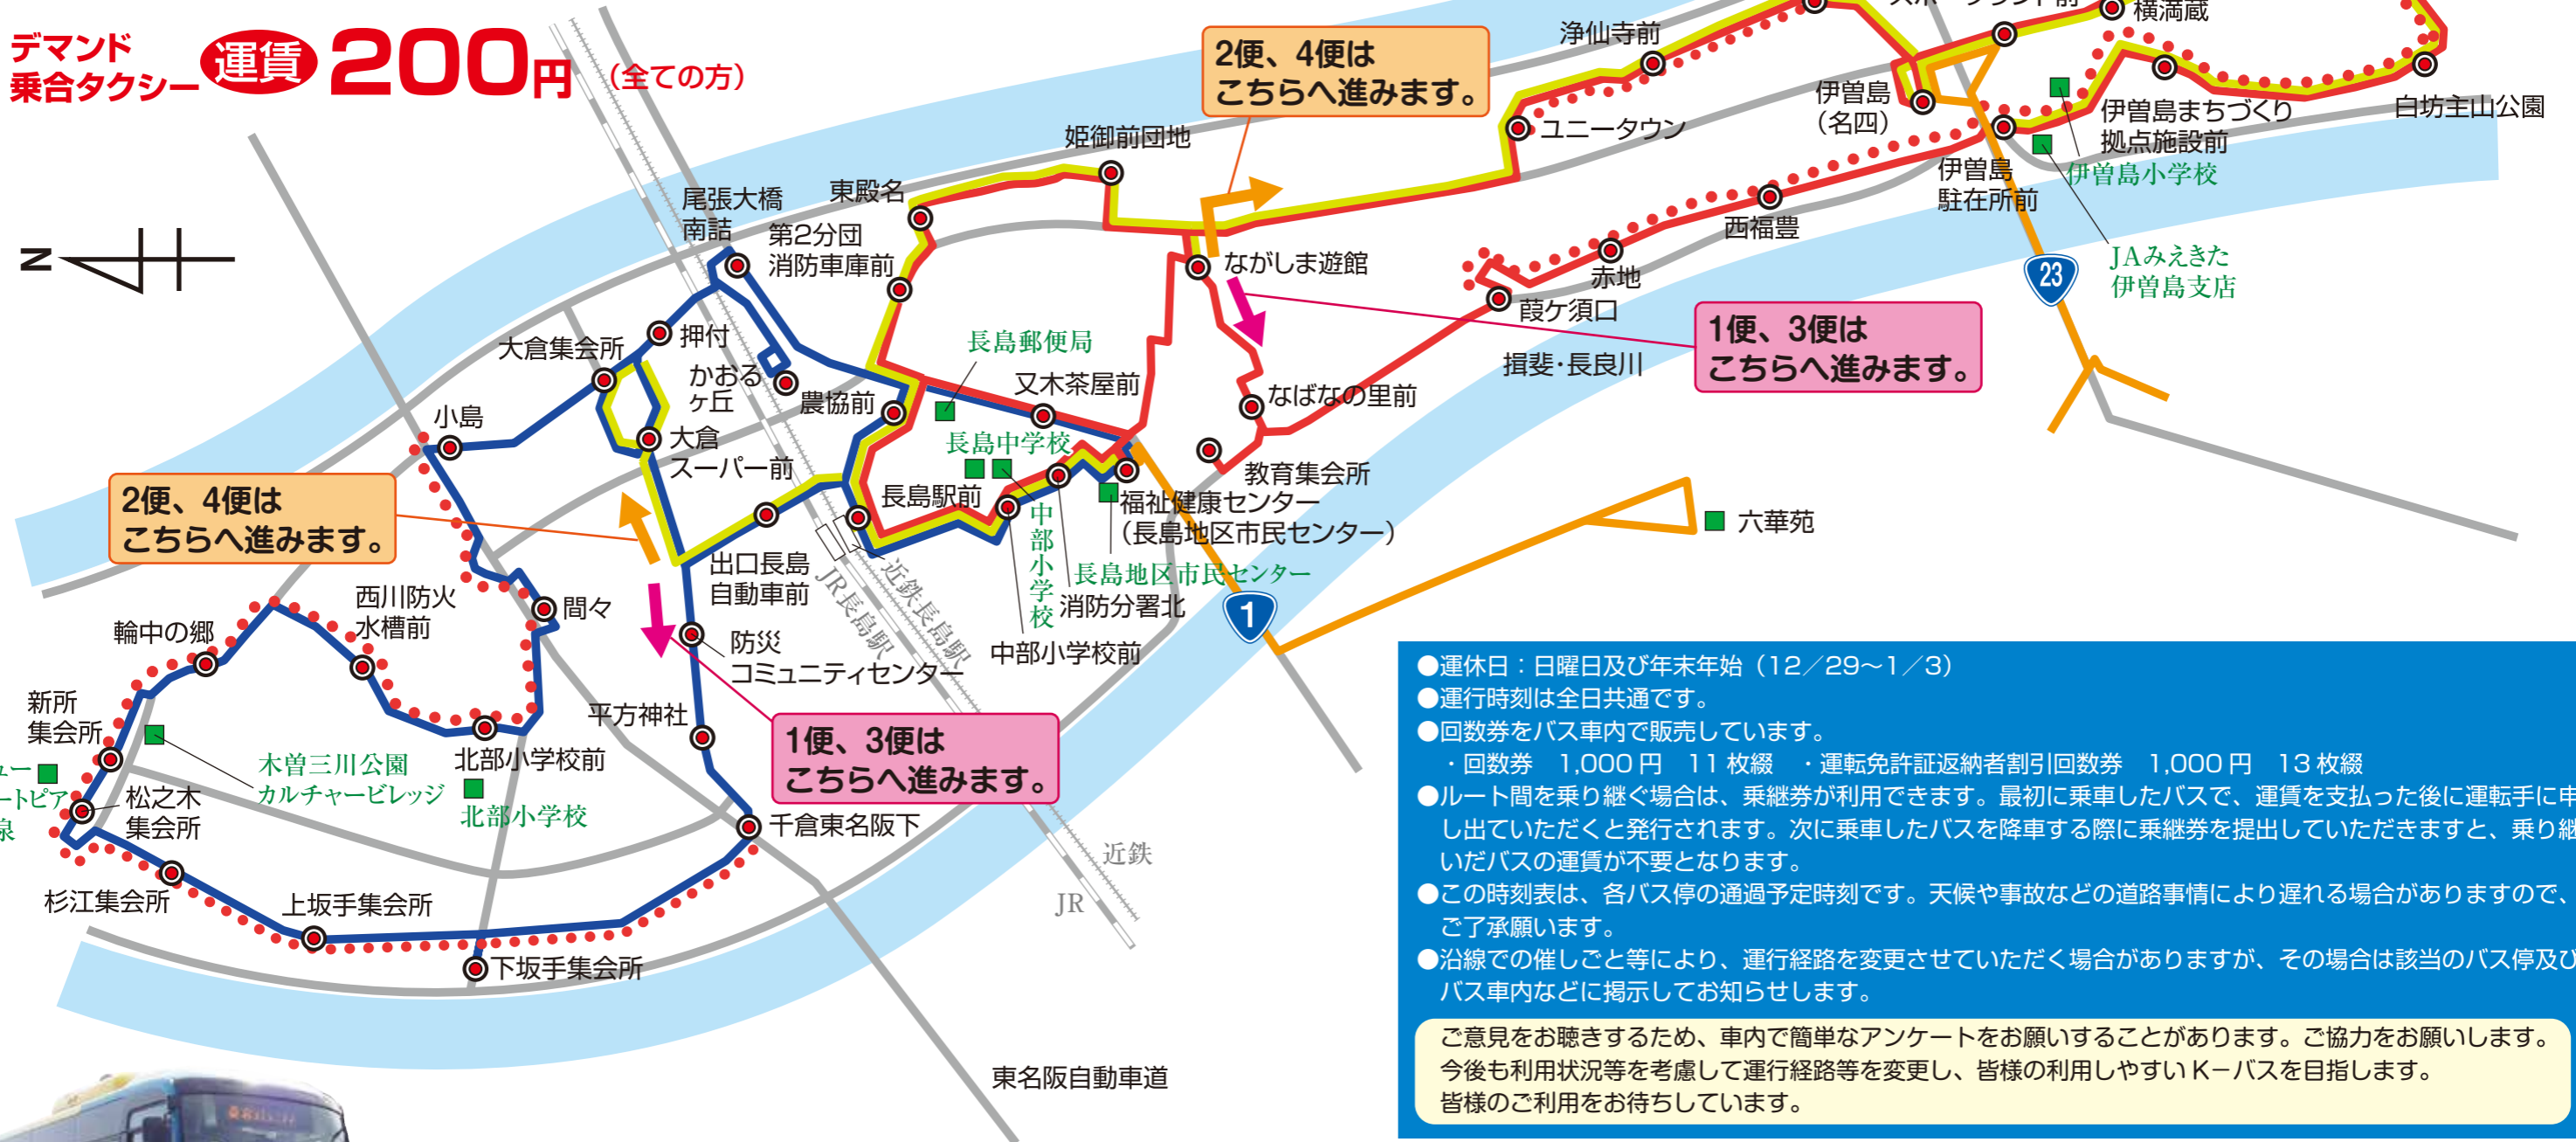 デマンド
乗合タクシー
運賃
200円
（全ての方）
2便、4便は
こちらへ進みます。
浄仙寺前
横満蔵
ユニータウン
伊曽島
（名四）
伊曽島まちづくり
拠点施設前
白坊主山公園
伊曽島小学校
伊曽島
駐在所前
JAみえきた
伊曽島支店
23
西福豊
赤地
葭ケ須口
揖斐・長良川
1便、3便は
こちらへ進みます。
姫御前団地
東殿名
尾張大橋
南詰
第2分団
消防車庫前
ながしま遊館
N
押付
大倉集会所
かおる
ヶ丘
農協前
長島郵便局
又木茶屋前
なばなの里前
小島
大倉
スーパー前
長島中学校
長島駅前
教育集会所
福祉健康センター
（長島地区市民センター）
中部小学校
六華苑
2便、4便は
こちらへ進みます。
出口長島
自動車前
JR長島駅
近鉄長島駅
長島地区市民センター
消防分署北
中部小学校前
1
間々
西川防火
水槽前
輪中の郷
防災
コミュニティセンター
新所
集会所
平方神社
1便、3便は
こちらへ進みます。
木曽三川公園
カルチャービレッジ
北部小学校前
北部小学校
ートピア
泉
松之木
集会所
千倉東名阪下
杉江集会所
上坂手集会所
下坂手集会所
近鉄
JR
東名阪自動車道
●運休日：日曜日及び年末年始（12／29～1／3）
●運行時刻は全日共通です。
●回数券をバス車内で販売しています。
・回数券　1,000円　11枚綴　・運転免許証返納者割引回数券　1,000円　13枚綴
●ルート間を乗り継ぐ場合は、乗継券が利用できます。最初に乗車したバスで、運賃を支払った後に運転手に申
し出ていただくと発行されます。次に乗車したバスを降車する際に乗継券を提出していただきますと、乗り継
いだバスの運賃が不要となります。
●この時刻表は、各バス停の通過予定時刻です。天候や事故などの道路事情により遅れる場合がありますので、
ご了承願います。
●沿線での催しごと等により、運行経路を変更させていただく場合がありますが、その場合は該当のバス停及び
バス車内などに掲示してお知らせします。
ご意見をお聴きするため、車内で簡単なアンケートをお願いすることがあります。ご協力をお願いします。
今後も利用状況等を考慮して運行経路等を変更し、皆様の利用しやすいK−バスを目指します。
皆様のご利用をお待ちしています。